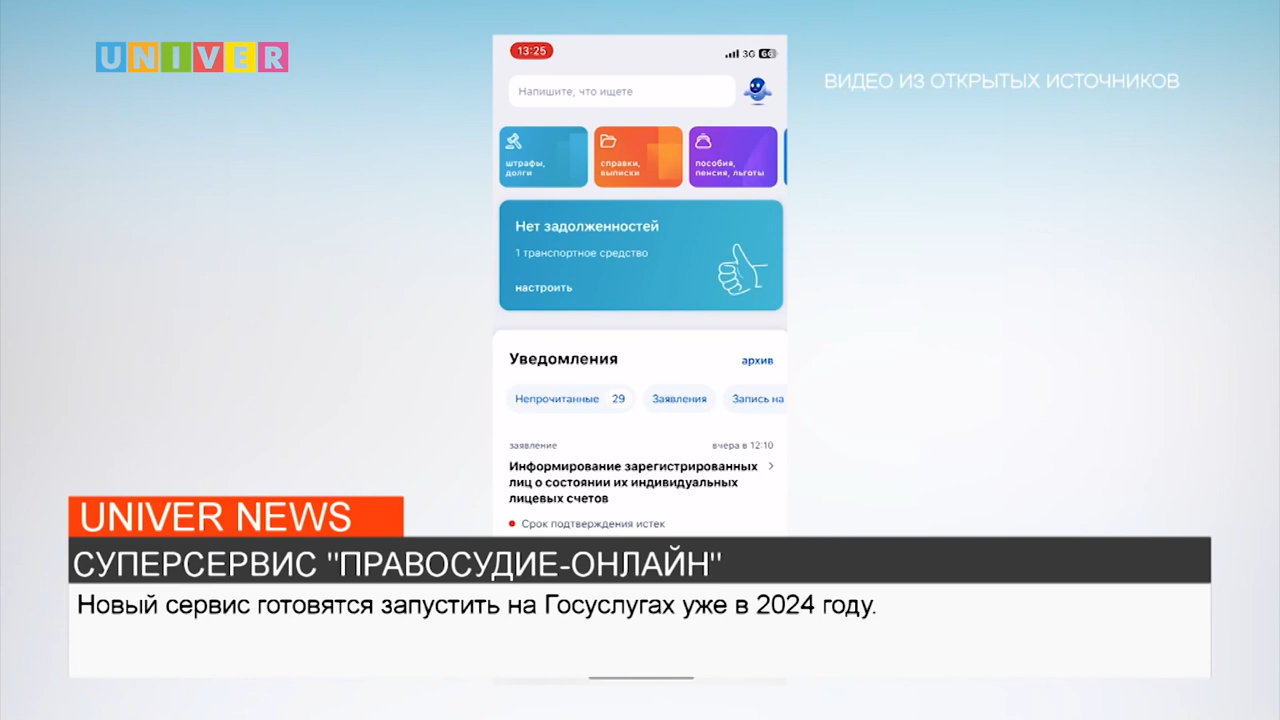 UNIVER
ВИДЕО ИЗ ОТКРЫТЫХ ИСТОЧНИКОВ
13:25
3G 66
Напишите, что ищете
штрафы,
долги
справки,
выписки
пособия,
пенсия, льготы
Нет задолженностей
1 транспортное средство
настроить
Уведомления
архив
Непрочитанные 29
Заявления
Запись на
заявление
вчера в 12:10
Информирование зарегистрированных
лиц о состоянии их индивидуальных
лицевых счетов
Срок подтверждения истек
UNIVER NEWS
СУПЕРСЕРВИС "ПРАВОСУДИЕ-ОНЛАЙН"
Новый сервис готовятся запустить на Госуслугах уже в 2024 году.